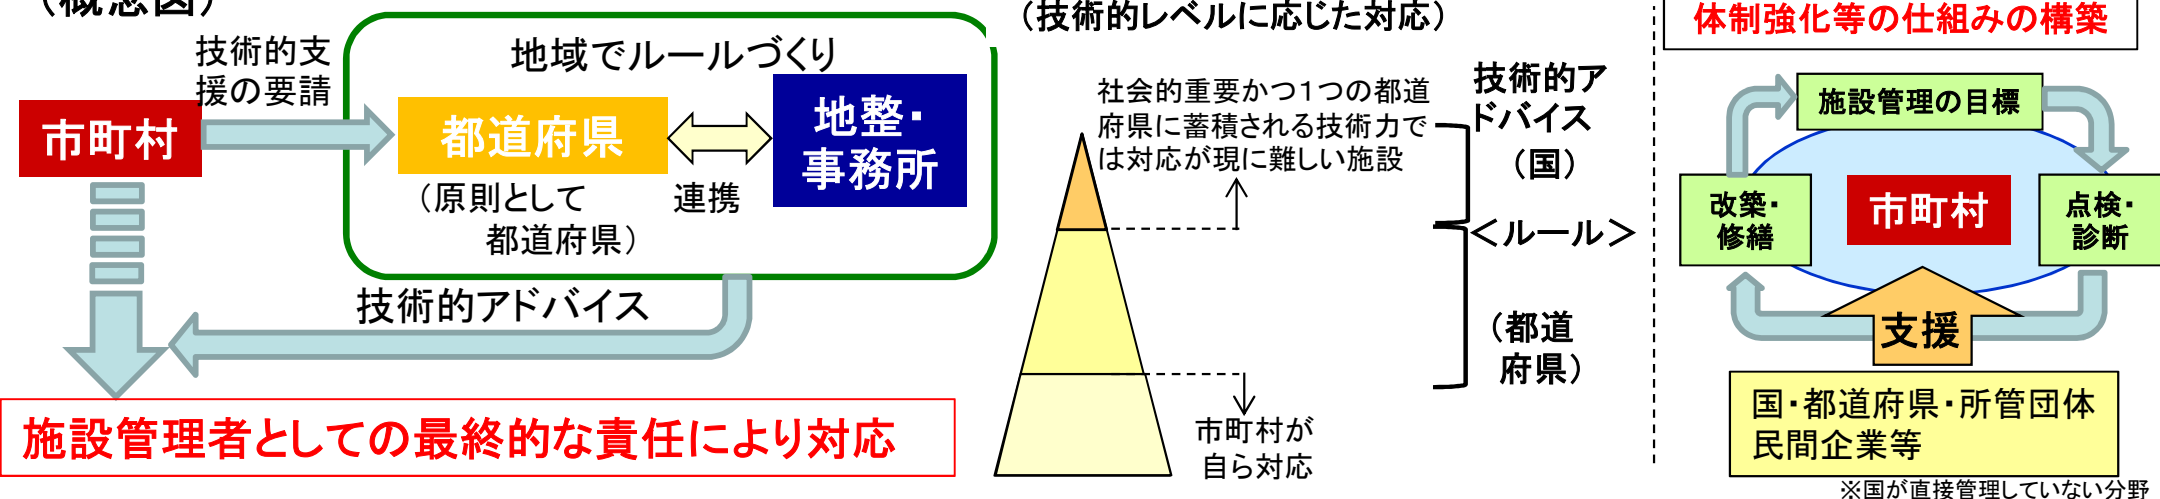 （概念図）
技術的支
援の要請
地域でルールづくり
市町村
都道府県
地整・
事務所
（原則として
都道府県）
連携
技術的アドバイス
施設管理者としての最終的な責任により対応
（技術的レベルに応じた対応）
社会的重要かつ１つの都道
府県に蓄積される技術力で
は対応が現に難しい施設
技術的ア
ドバイス
（国）
＜ルール＞
（都道
府県）
市町村が
自ら対応
体制強化等の仕組みの構築
施設管理の目標
改築・
修繕
市町村
点検・
診断
支援
国・都道府県・所管団体
民間企業等
※国が直接管理していない分野